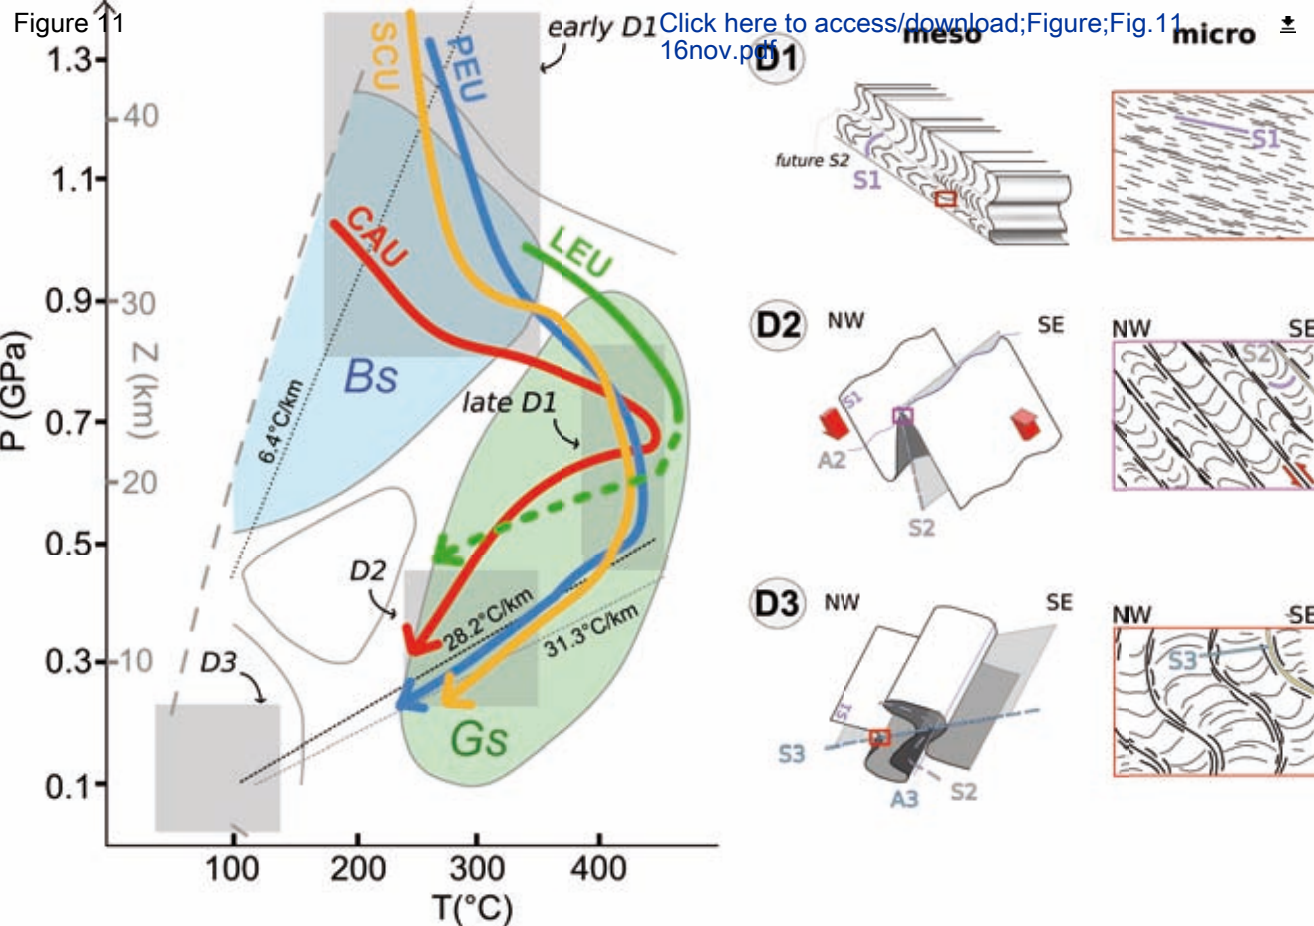 Figure 11
Click here to access/download;Figure;Fig.11
16nov.pdf
P (GPa)
1.3
1.1
0.9
0.7
0.5
0.3
0.1
Z (km)
40
30
20
10
100
200
300
400
T(°C)
SCU
PEU
CAU
LEU
early D1
late D1
D2
D3
Bs
Gs
6.4°C/km
28.2°C/km
31.3°C/km
meso
micro
D1
future S2
S1
S1
D2
NW
SE
S1
A2
S2
NW
SE
S2
D3
NW
SE
S1
S3
A3
S2
NW
SE
S3